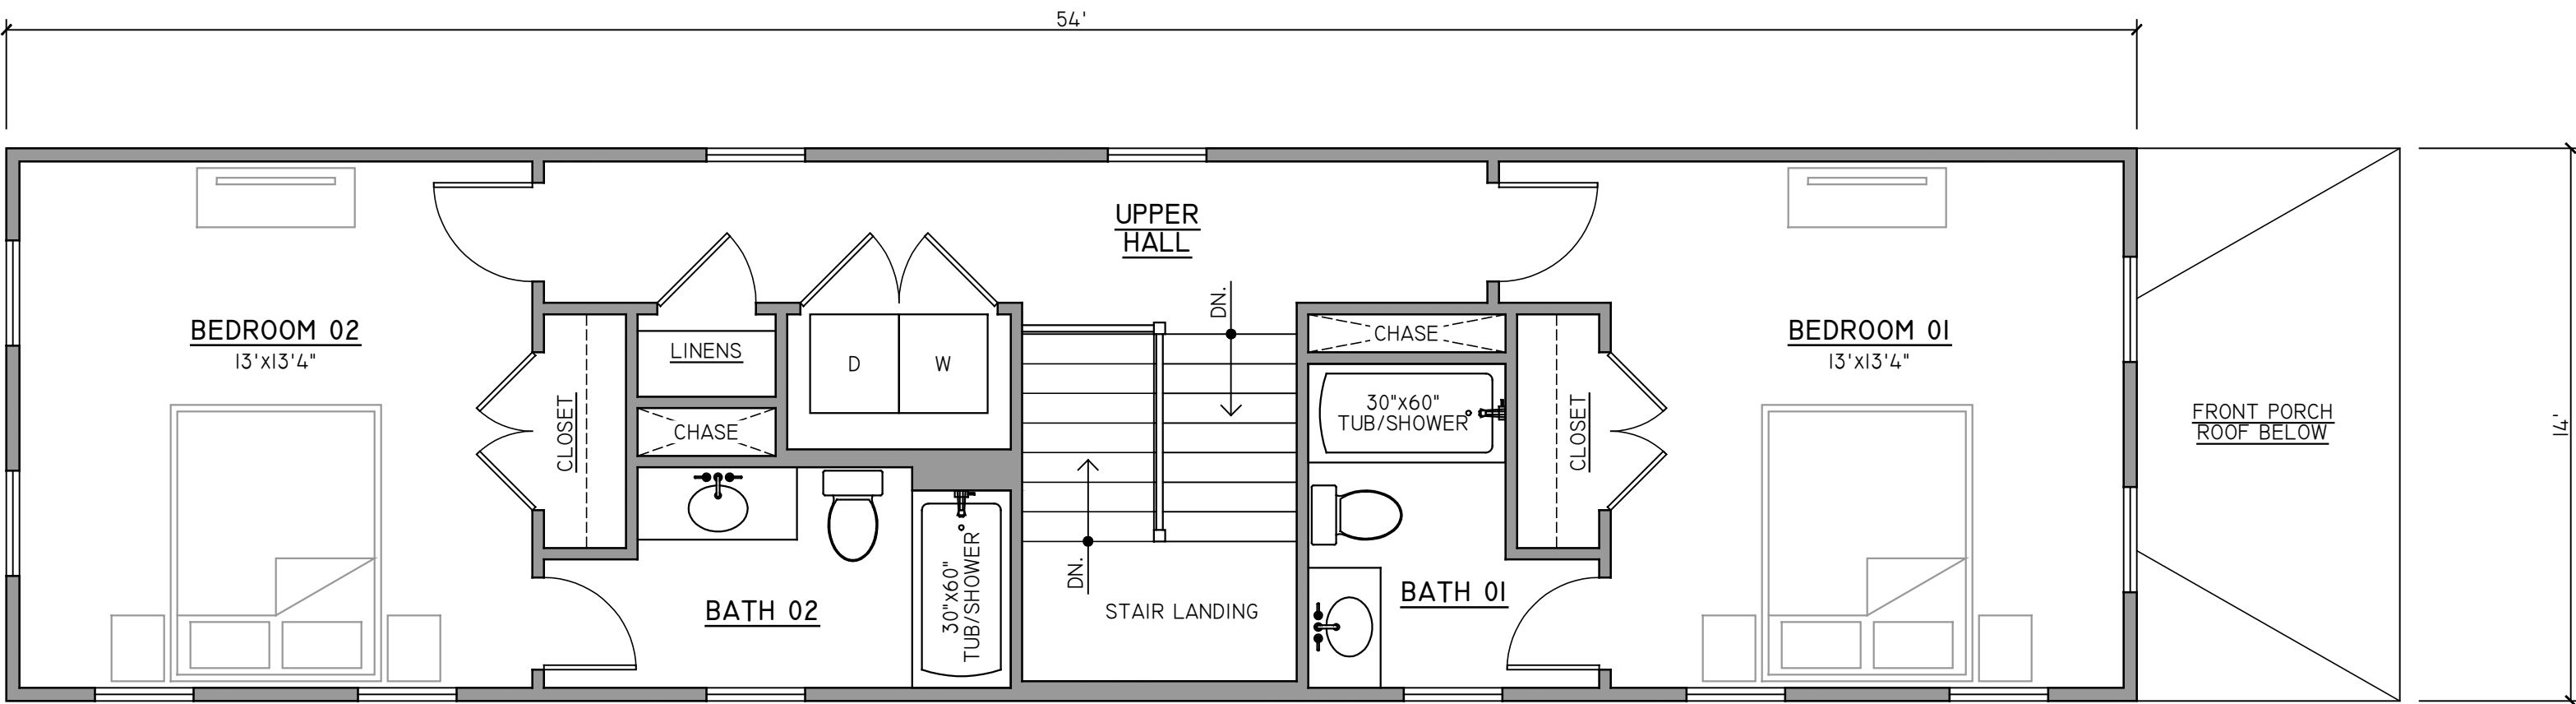 54'
UPPER
HALL
BEDROOM 02
13'x13'4"
LINENS
D
W
DN.
CHASE
BEDROOM 01
13'x13'4"
CLOSET
CHASE
30"x60"
TUB/SHOWER
CLOSET
FRONT PORCH
ROOF BELOW
14'
BATH 02
30"x60"
TUB/SHOWER
DN.
STAIR LANDING
BATH 01